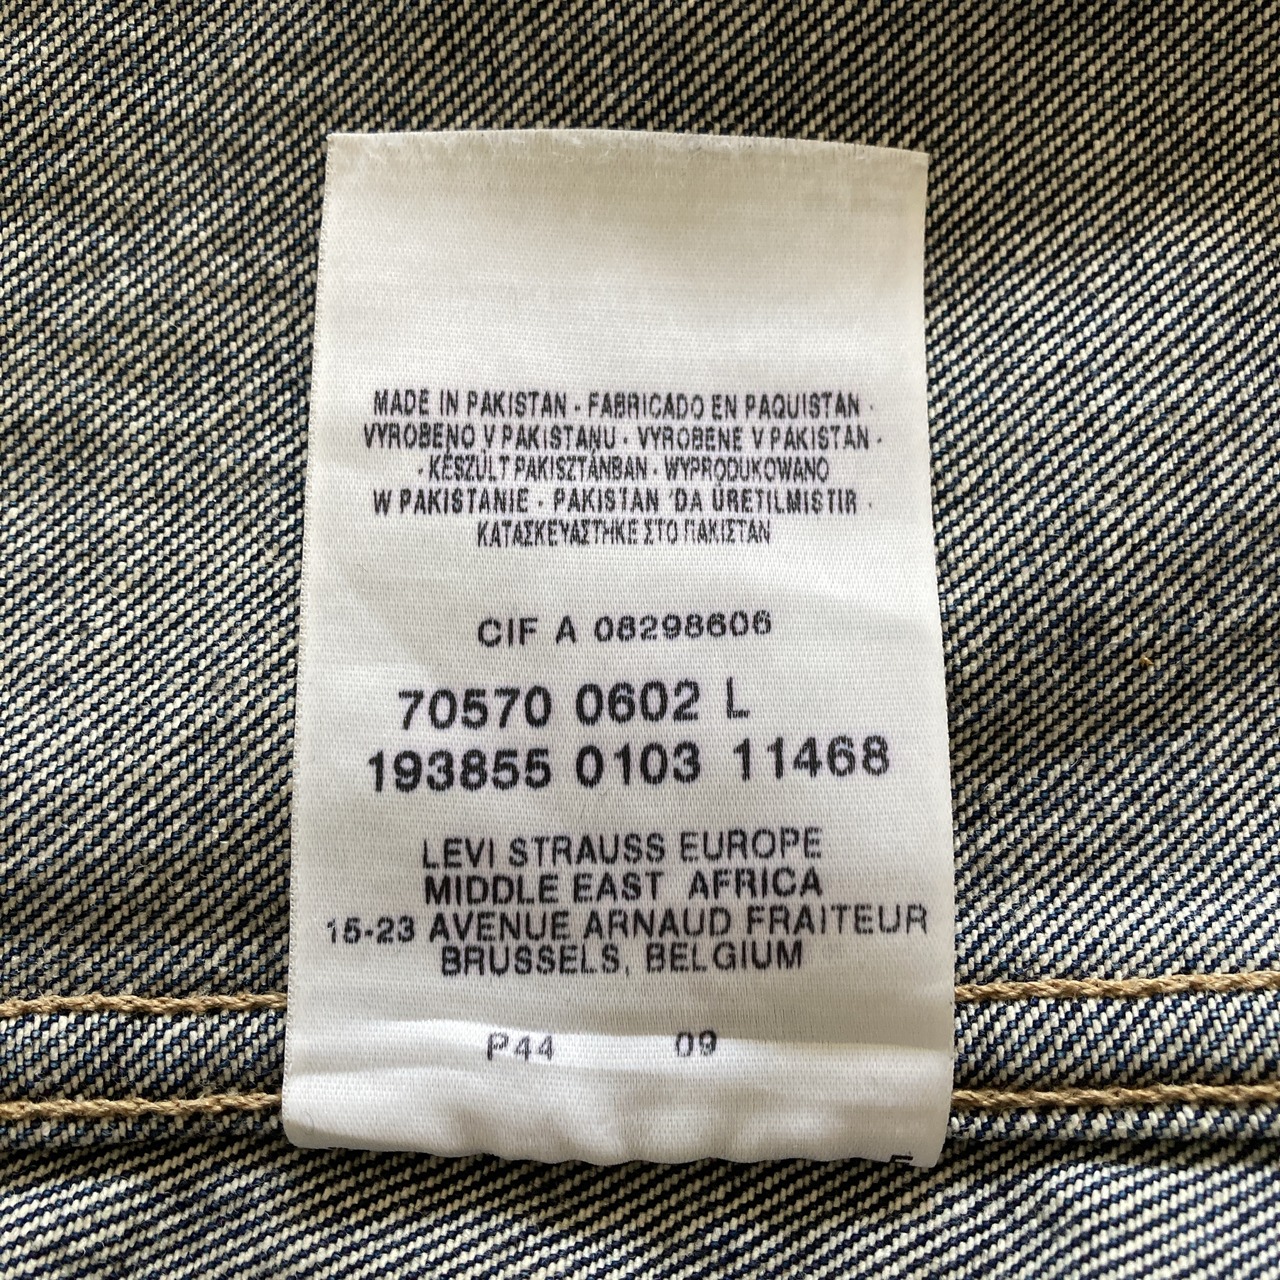 MADE IN PAKISTAN - FABRICADO EN PAQUISTAN -
VYROBENO V PAKISTANU - VYROBENE V PAKISTAN -
- KÉSZÜLT PAKISZTÁNBAN - WYPRODUKOWANO
W PAKISTANIE - PAKISTAN 'DA ÜRETILMISTIR -
ΚΑΤΑΣΚΕΥΑΣΤΗΚΕ ΣΤΟ ΠΑΚΙΣΤΑΝ
CIF A 08298606
70570 0602 L
193855 0103 11468
LEVI STRAUSS EUROPE
MIDDLE EAST AFRICA
15-23 AVENUE ARNAUD FRAITEUR
BRUSSELS, BELGIUM
P44 09